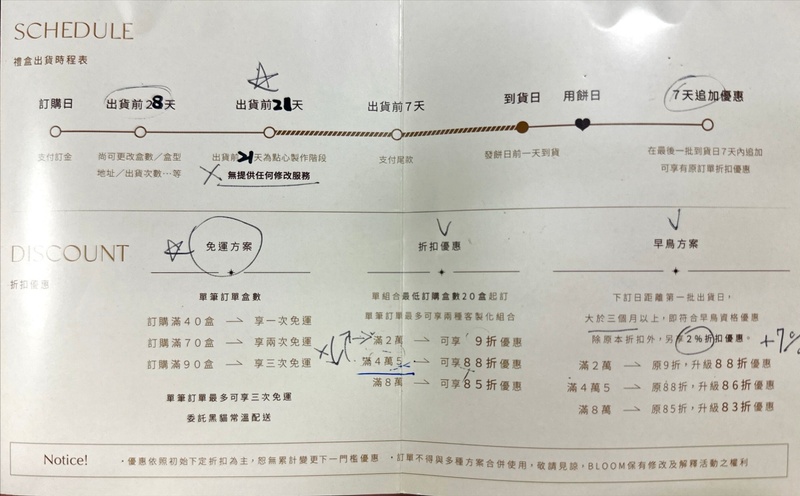 SCHEDULE
禮盒出貨時程表
訂購日
支付訂金
出貨前28天
尚可更改盒數／盒型
地址／出貨次數⋯等
出貨前21天
出貨前21天為點心製作階段
無提供任何修改服務
出貨前7天
支付尾款
到貨日
發餅日前一天到貨
用餅日
7天追加優惠
在最後一批到貨日7天內追加
可享有原訂單折扣優惠
DISCOUNT
折扣優惠
免運方案
單筆訂單盒數
訂購滿40盒 → 享一次免運
訂購滿70盒 → 享兩次免運
訂購滿90盒 → 享三次免運
單筆訂單最多可享三次免運
委託黑貓常溫配送
折扣優惠
單組合最低訂購盒數20盒起訂
單筆訂單最多可享兩種客製化組合
滿2萬 → 可享 9折優惠
滿4萬5 → 可享88折優惠
滿8萬 → 可享85折優惠
早鳥方案
下訂日距離第一批出貨日，
大於三個月以上，即符合早鳥資格優惠
除原本折扣外，另享2%折扣優惠。
+7%
滿2萬 → 原9折，升級88折優惠
滿4萬5 → 原88折，升級86折優惠
滿8萬 → 原85折，升級83折優惠
Notice!
・優惠依照初始下定折扣為主，恕無累計變更下一門檻優惠 ・訂單不得與多種方案合併使用，敬請見諒，BLOOM保有修改及解釋活動之權利